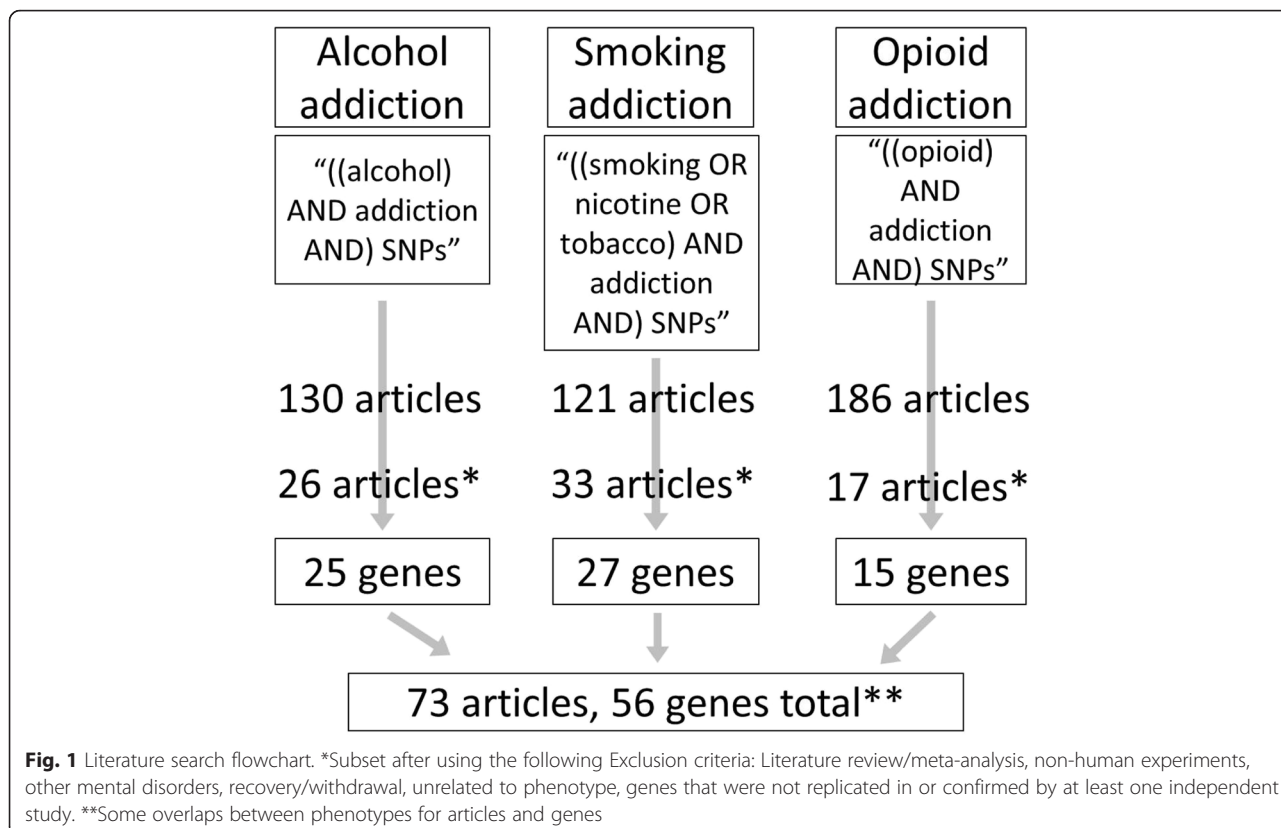 Alcohol
addiction
Smoking
addiction
Opioid
addiction
“((alcohol)
AND addiction
AND) SNPs”
“((smoking OR
nicotine OR
tobacco) AND
addiction
AND) SNPs”
“((opioid)
AND
addiction
AND) SNPs”
130 articles
121 articles
186 articles
26 articles*
33 articles*
17 articles*
25 genes
27 genes
15 genes
73 articles, 56 genes total**
Fig. 1 Literature search flowchart. *Subset after using the following Exclusion criteria: Literature review/meta-analysis, non-human experiments,
other mental disorders, recovery/withdrawal, unrelated to phenotype, genes that were not replicated in or confirmed by at least one independent
study. **Some overlaps between phenotypes for articles and genes